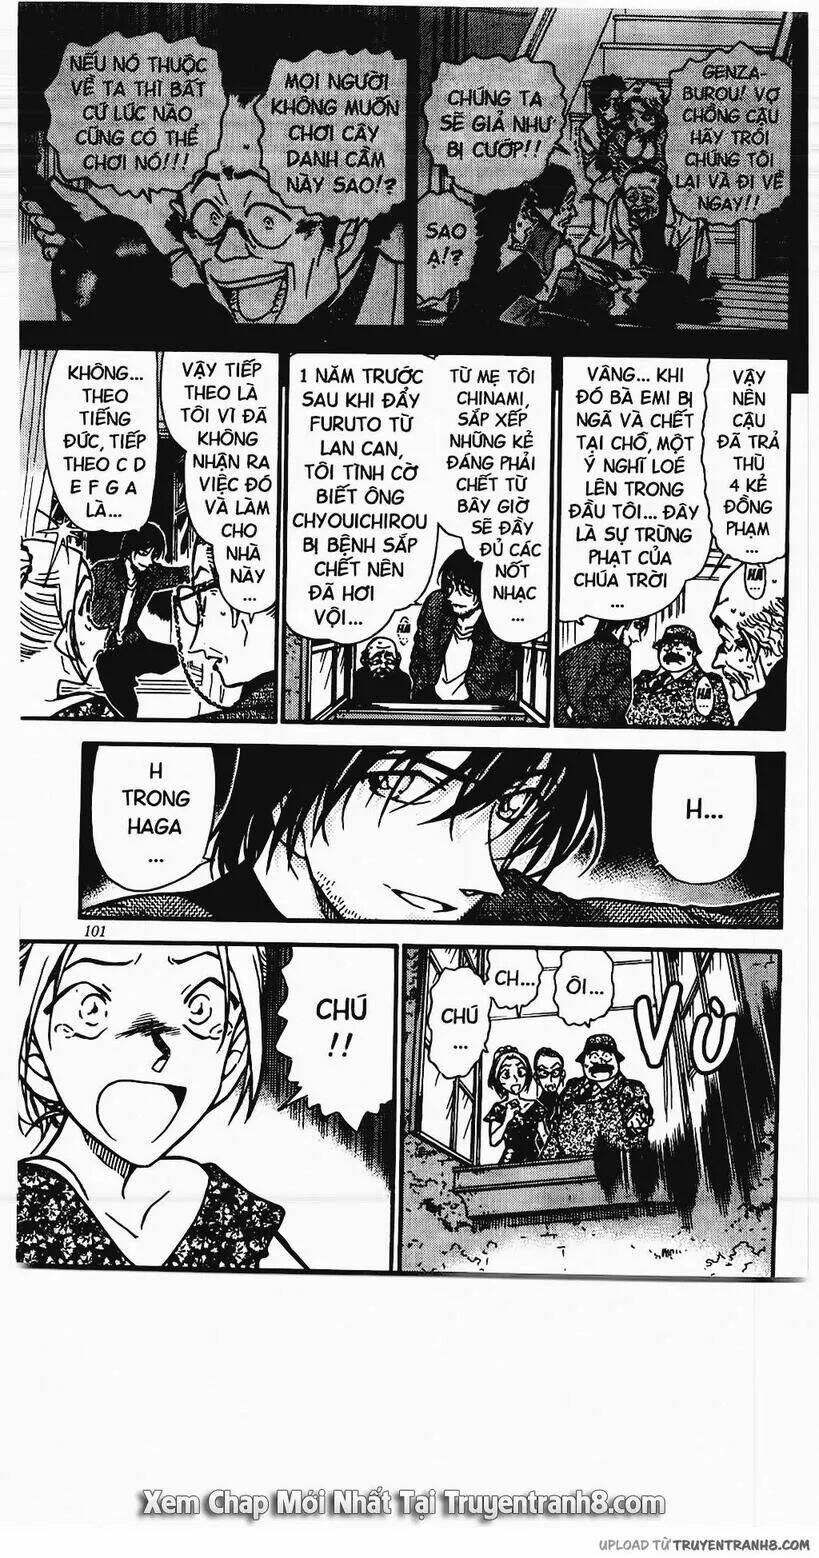 GENZA-
BUROU! VỢ
CHỒNG CẬU
HÃY TRÓI
CHÚNG TÔI
LẠI VÀ ĐI VỀ
NGAY!!
CHÚNG TA
SẼ GIẢ NHƯ
BỊ CƯỚP!!
SAO
Ạ!?
MỌI NGƯỜI
KHÔNG MUỐN
CHƠI CÂY
DANH CẦM
NÀY SAO!?
NẾU NÓ THUỘC
VỀ TA THÌ BẤT
CỨ LÚC NÀO
CŨNG CÓ THỂ
CHƠI NÓ!!!
VẬY
NÊN
CẬU
ĐÃ TRẢ
THÙ
4 KẺ
ĐỒNG
PHẠM
...
VÂNG... KHI
ĐÓ BÀ EMI BỊ
NGÃ VÀ CHẾT
TẠI CHỖ, MỘT
Ý NGHĨ LOÉ
LÊN TRONG
ĐẦU TÔI... ĐÂY
LÀ SỰ TRỪNG
PHẠT CỦA
CHÚA TRỜI
...
HA
HA
TỪ MẸ TÔI
CHINAMI,
SẮP XẾP
NHỮNG KẺ
ĐÁNG PHẢI
CHẾT TỪ
BÂY GIỜ
SẼ ĐẦY
ĐỦ CÁC
NỐT
NHẠC
...
1 NĂM TRƯỚC
SAU KHI ĐẨY
FURUTO TỪ
LAN CAN,
TÔI TÌNH CỜ
BIẾT ÔNG
CHYOUICHIROU
BỊ BỆNH SẮP
CHẾT NÊN
ĐÃ HƠI
VỘI...
HA
VẬY TIẾP
THEO LÀ
TÔI VÌ ĐÃ
KHÔNG
NHẬN RA
VIỆC ĐÓ
VÀ LÀM
CHO
NHÀ
NÀY
...
KHÔNG...
THEO
TIẾNG
ĐỨC, TIẾP
THEO C D
E F G A
LÀ...
H...
H
TRONG
HAGA
...
101
ÔI...
CH...
CHÚ
...
VÙ
CHÚ
!!
Xem Chap Mới Nhất Tại Truyentranh8.com
UPLOAD TỪ TRUYENTRANH8.COM